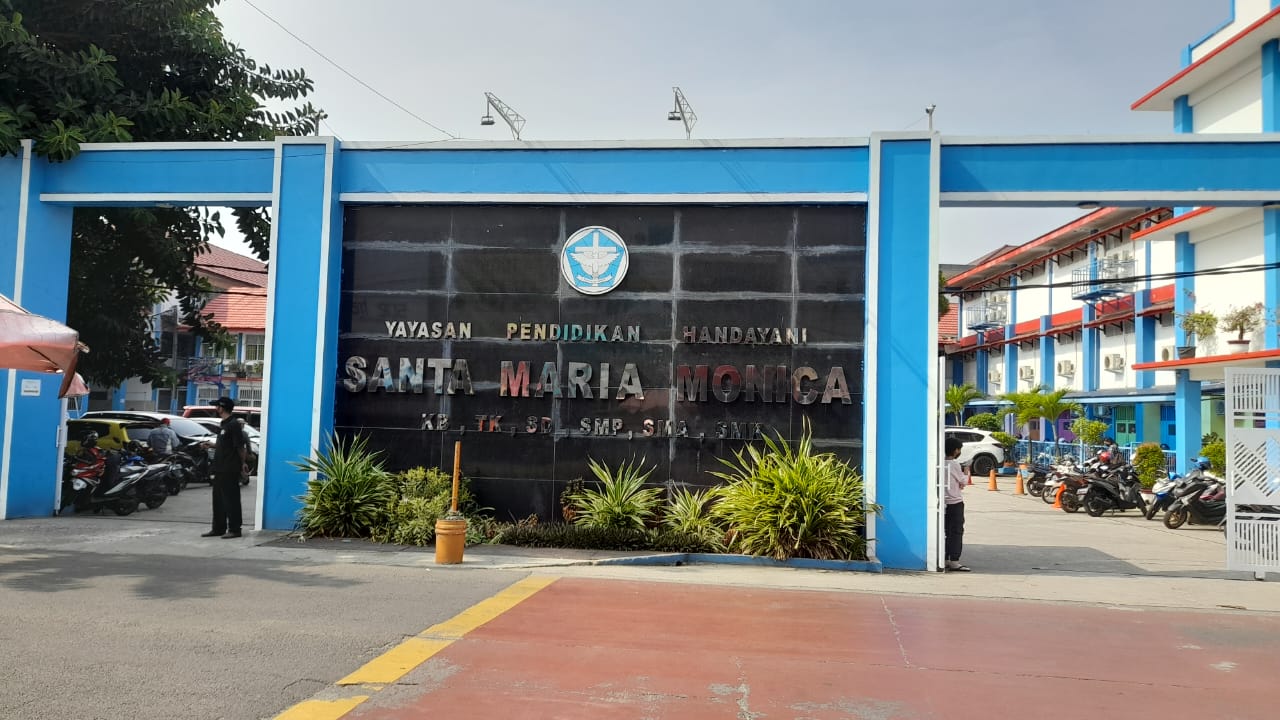 YAYASAN PENDIDIKAN HANDAYANI
SANTA MARIA MONICA
KB , TK , SD , SMP , SMA , SMK